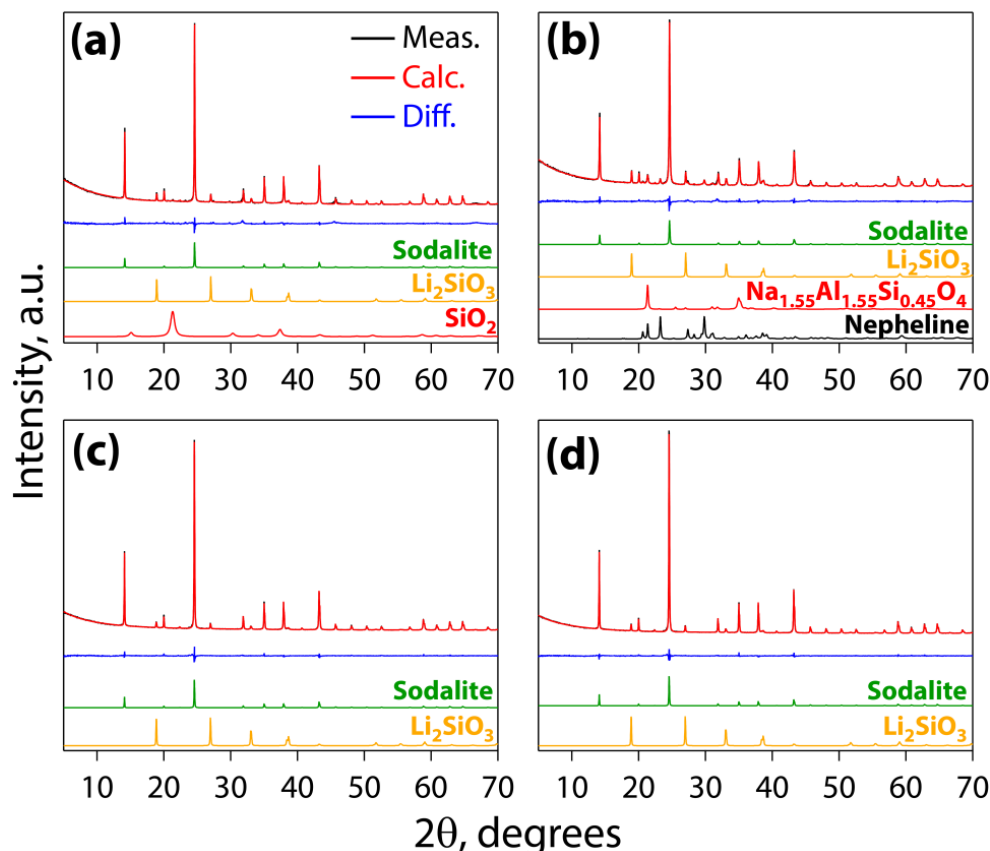 (a)
Meas.
Calc.
Diff.
Sodalite
Li₂SiO₃
SiO₂
10 20 30 40 50 60 70
(b)
Sodalite
Li₂SiO₃
Na₁.₅₅Al₁.₅₅Si₀.₄₅O₄
Nepheline
10 20 30 40 50 60 70
Intensity, a.u.
(c)
Sodalite
Li₂SiO₃
10 20 30 40 50 60 70
(d)
Sodalite
Li₂SiO₃
10 20 30 40 50 60 70
2θ, degrees